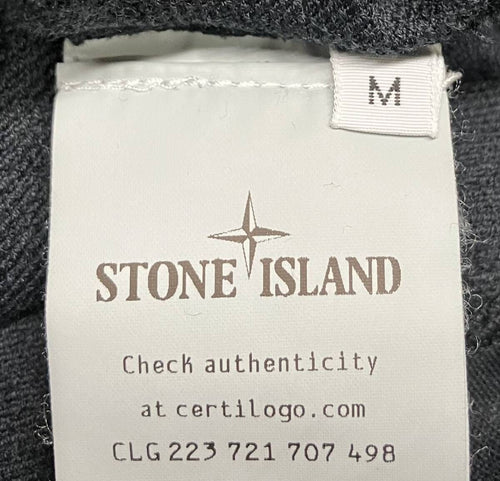 M
STONE ISLAND
Check authenticity
at certilogo.com
CLG 223 721 707 498